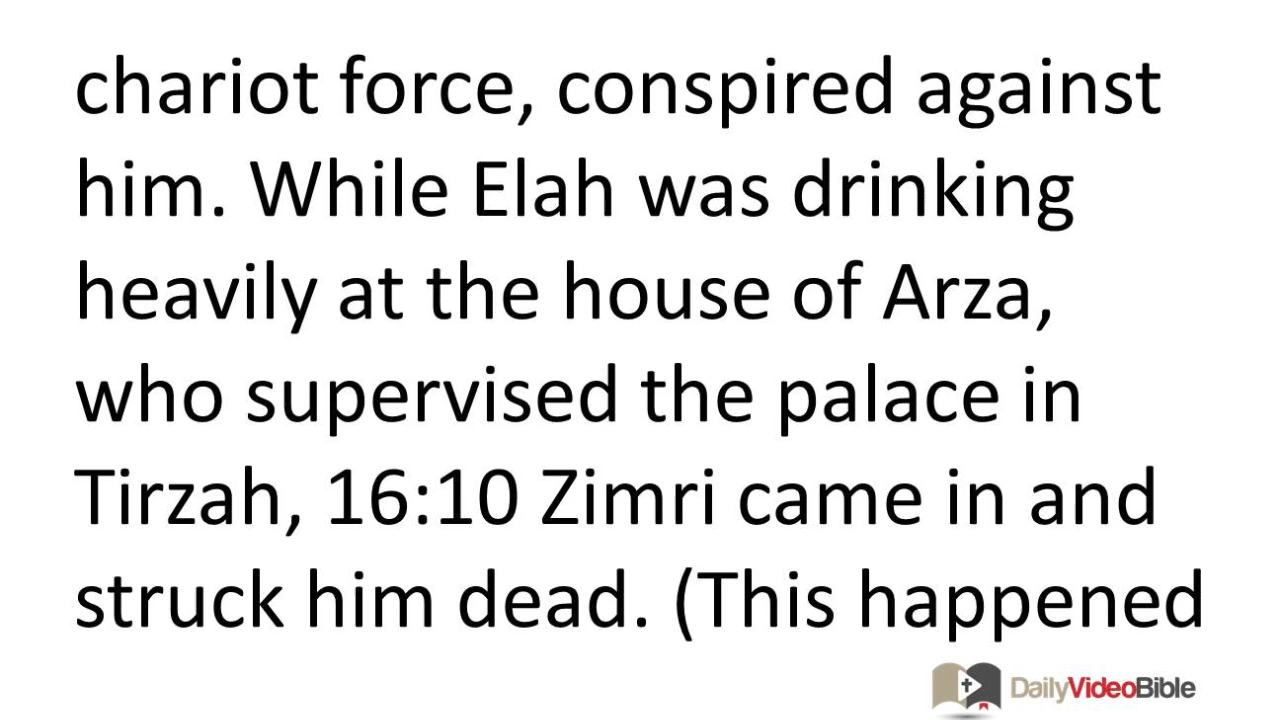 chariot force, conspired against
him. While Elah was drinking
heavily at the house of Arza,
who supervised the palace in
Tirzah, 16:10 Zimri came in and
struck him dead. (This happened
DailyVideoBible